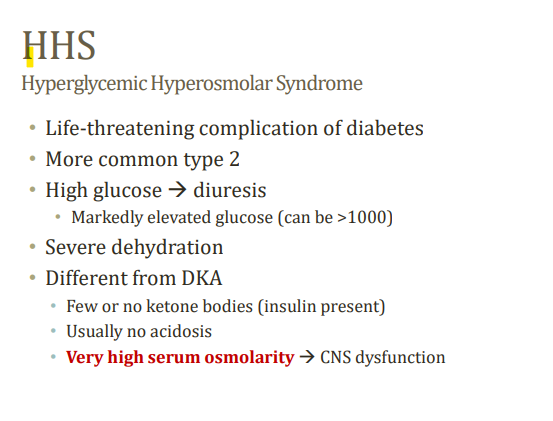 HHS
Hyperglycemic Hyperosmolar Syndrome
• Life-threatening complication of diabetes
• More common type 2
• High glucose → diuresis
• Markedly elevated glucose (can be >1000)
• Severe dehydration
• Different from DKA
• Few or no ketone bodies (insulin present)
• Usually no acidosis
• Very high serum osmolarity → CNS dysfunction